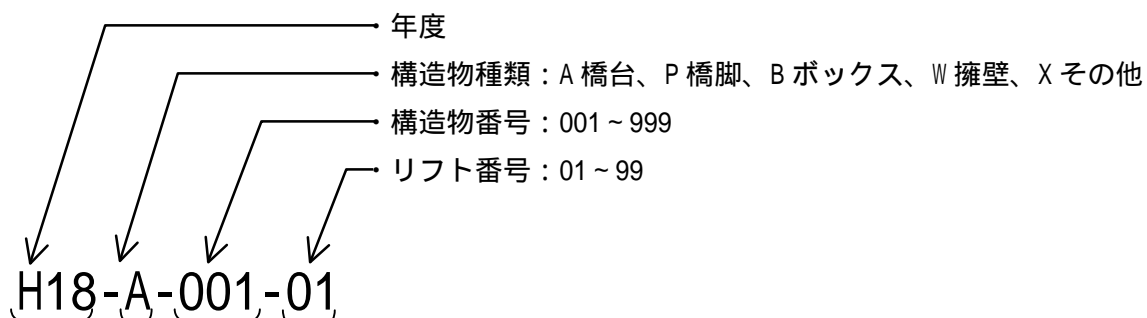 年度
構造物種類：A 橋台、P 橋脚、B ボックス、W 擁壁、X その他
構造物番号：001～999
リフト番号：01～99
H18-A-001-01